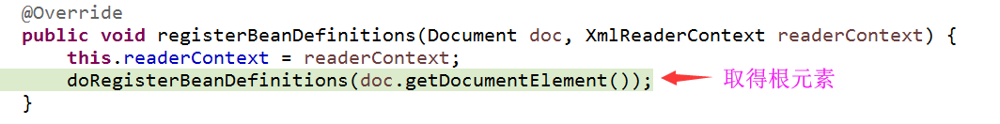 @Override
public void registerBeanDefinitions(Document doc, XmlReaderContext readerContext) {
this.readerContext = readerContext;
doRegisterBeanDefinitions(doc.getDocumentElement()); 取得根元素
}